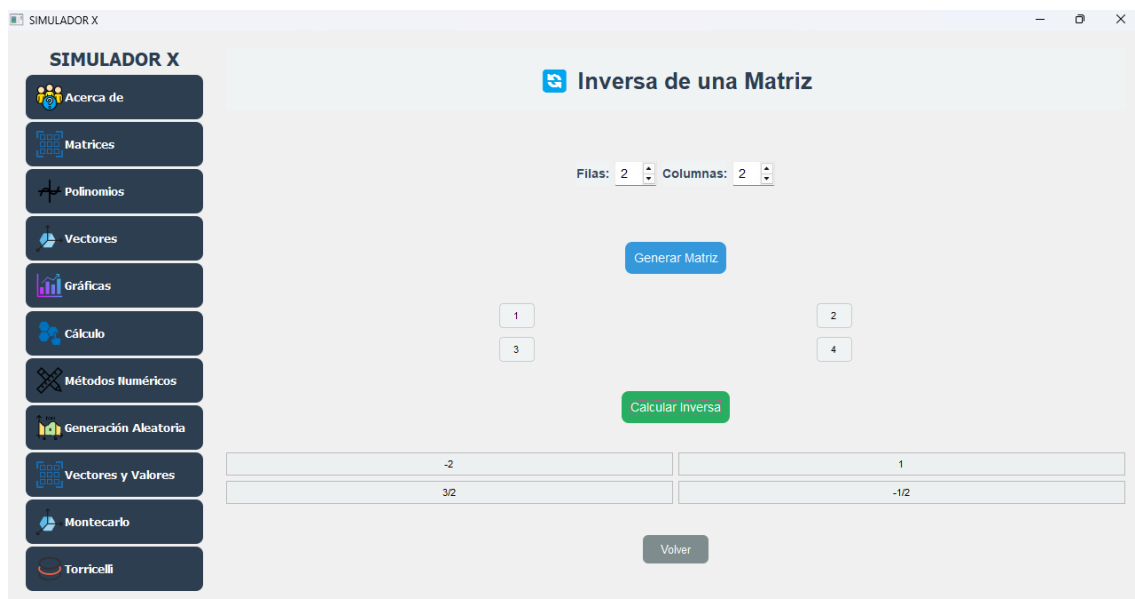 SIMULADOR X
SIMULADOR X
Acerca de
Matrices
Polinomios
Vectores
Gráficas
Cálculo
Métodos Numéricos
Generación Aleatoria
Vectores y Valores
Montecarlo
Torricelli
Inversa de una Matriz
Filas: 2 Columnas: 2
Generar Matriz
1 2
3 4
Calcular Inversa
-2 1
3/2 -1/2
Volver